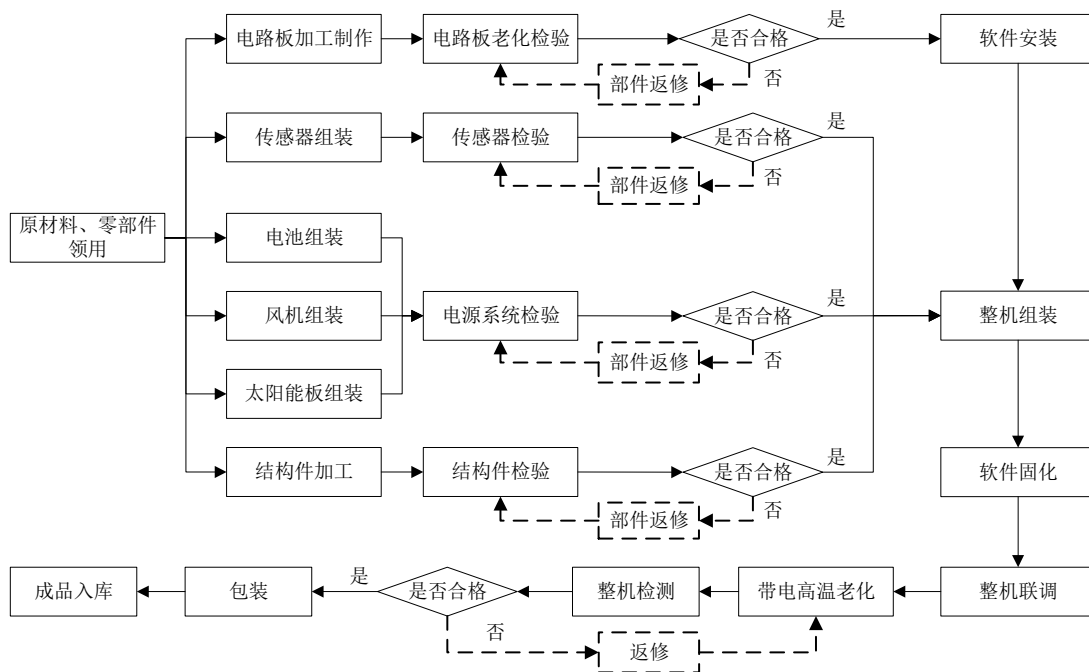 电路板加工制作
电路板老化检验
是否合格
是
软件安装
部件返修
否
传感器组装
传感器检验
是否合格
是
部件返修
否
原材料、零部件
领用
电池组装
风机组装
电源系统检验
是否合格
是
整机组装
部件返修
否
太阳能板组装
结构件加工
结构件检验
是否合格
是
软件固化
部件返修
否
成品入库
包装
是
是否合格
整机检测
带电高温老化
整机联调
否
返修